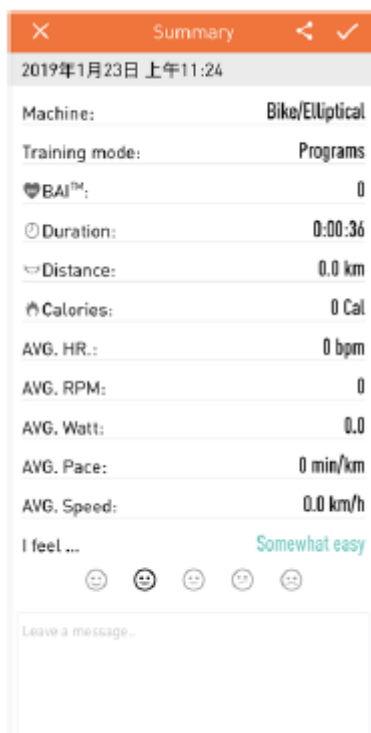 Summary
2019年1月23日 上午11:24
Machine: Bike/Elliptical
Training mode: Programs
BAI™: 0
Duration: 0:00:36
Distance: 0.0 km
Calories: 0 Cal
AVG. HR.: 0 bpm
AVG. RPM: 0
AVG. Watt: 0.0
AVG. Pace: 0 min/km
AVG. Speed: 0.0 km/h
I feel ... Somewhat easy
Leave a message..